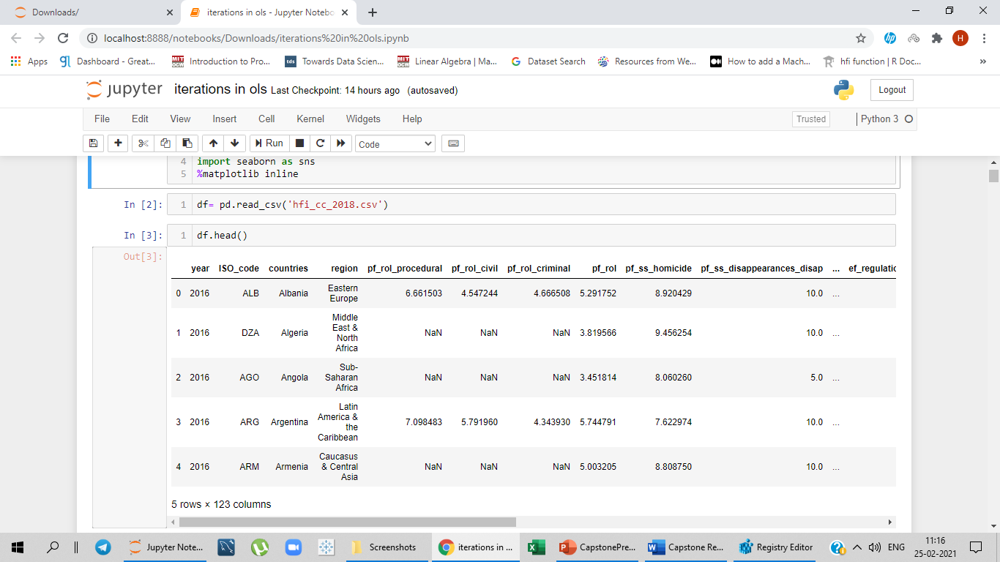 Downloads/
iterations in ols - Jupyter Notebo
localhost:8888/notebooks/Downloads/iterations%20in%20ols.ipynb
H
Apps
Dashboard - Great...
Introduction to Pro...
Towards Data Scien...
Linear Algebra | Ma...
Dataset Search
Resources from We...
How to add a Mach...
hfi function | R Doc...
jupyter iterations in ols Last Checkpoint: 14 hours ago (autosaved)
Logout
File Edit View Insert Cell Kernel Widgets Help
Trusted
Python 3
Run
Code
4 import seaborn as sns
5 %matplotlib inline
In [2]: 1 df= pd.read_csv('hfi_cc_2018.csv')
In [3]: 1 df.head()
Out[3]:
year ISO_code countries region pf_rol_procedural pf_rol_civil pf_rol_criminal pf_rol pf_ss_homicide pf_ss_disappearances_disap ... ef_regulatio
0 2016 ALB Albania Eastern Europe 6.661503 4.547244 4.666508 5.291752 8.920429 10.0 ...
1 2016 DZA Algeria Middle East & North Africa NaN NaN NaN 3.819566 9.456254 10.0 ...
2 2016 AGO Angola Sub-Saharan Africa NaN NaN NaN 3.451814 8.060260 5.0 ...
3 2016 ARG Argentina Latin America & the Caribbean 7.098483 5.791960 4.343930 5.744791 7.622974 10.0 ...
4 2016 ARM Armenia Caucasus & Central Asia NaN NaN NaN 5.003205 8.808750 10.0 ...
5 rows × 123 columns
Jupyter Note...
Screenshots
iterations in ...
CapstonePre...
Capstone Re...
Registry Editor
ENG
11:16
25-02-2021